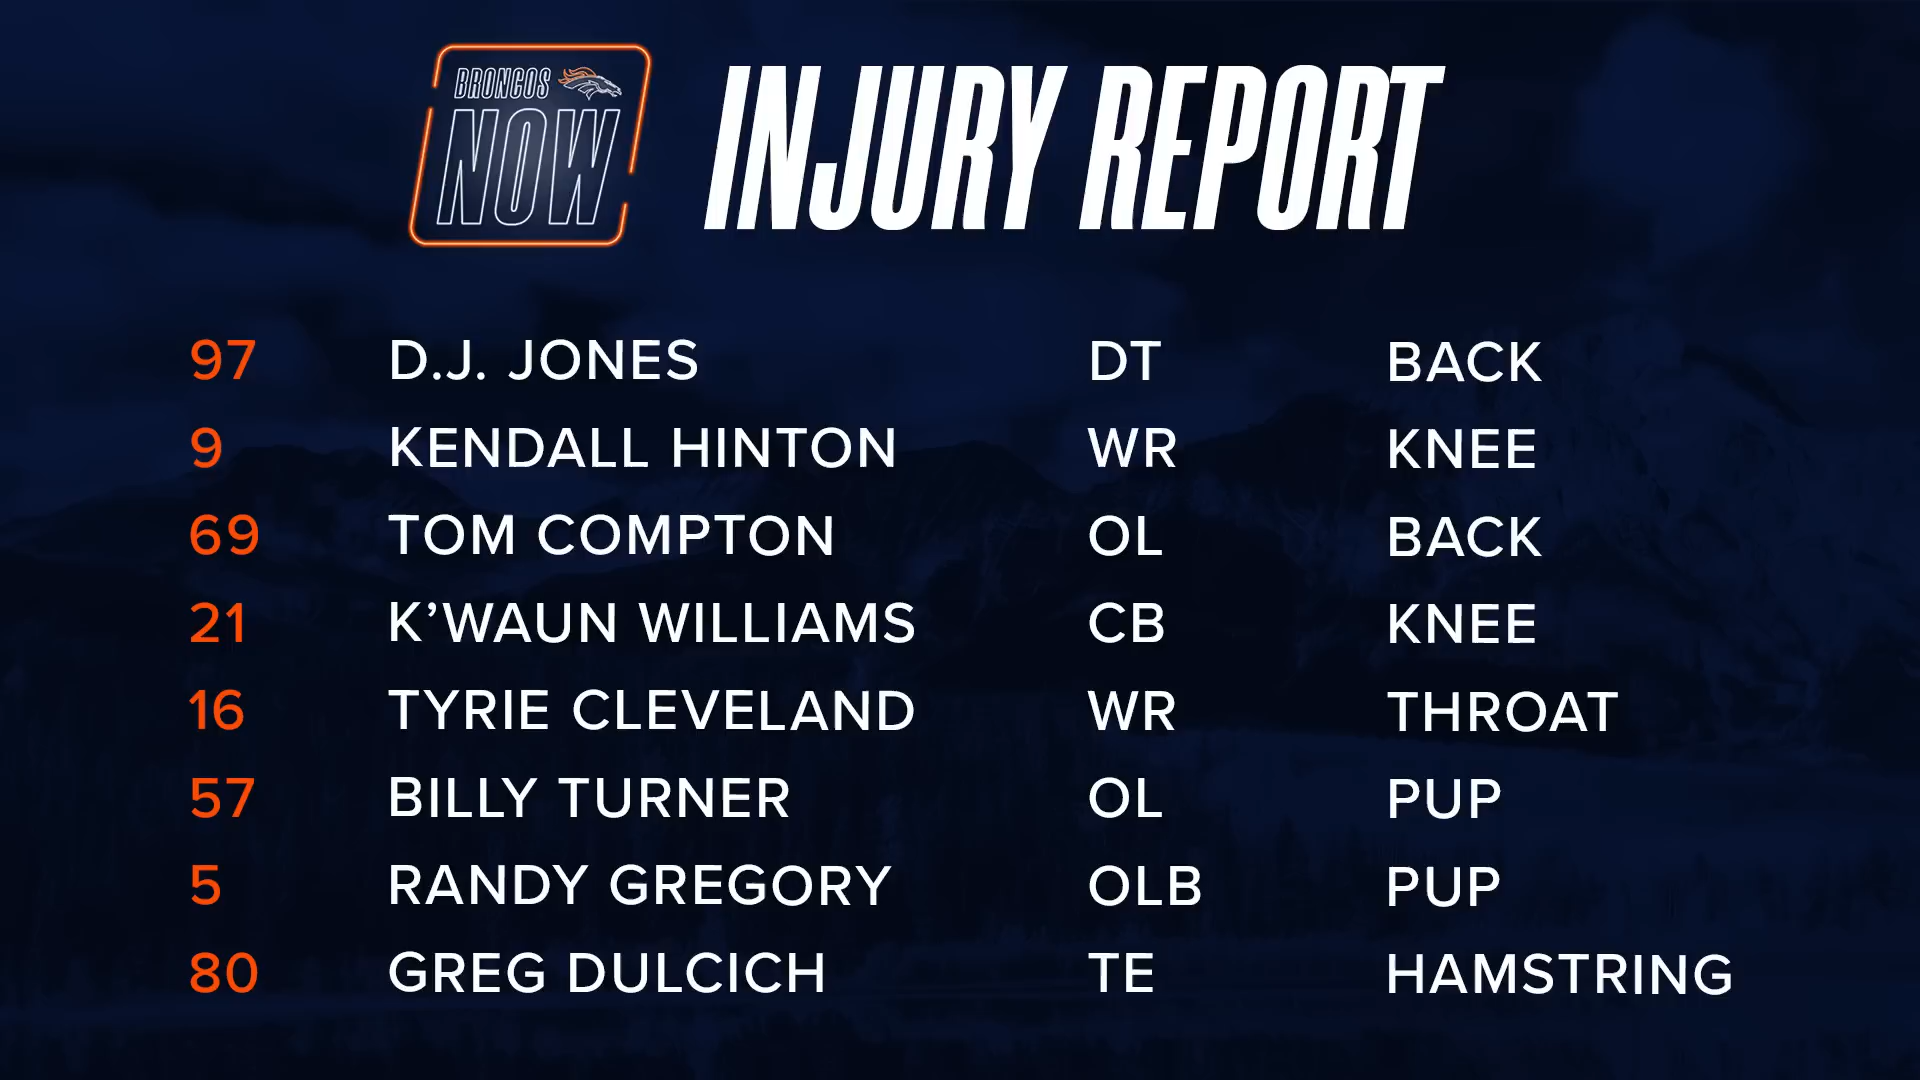 BRONCOS
NOW
INJURY REPORT
97 D.J. JONES DT BACK
9 KENDALL HINTON WR KNEE
69 TOM COMPTON OL BACK
21 K’WAUN WILLIAMS CB KNEE
16 TYRIE CLEVELAND WR THROAT
57 BILLY TURNER OL PUP
5 RANDY GREGORY OLB PUP
80 GREG DULCICH TE HAMSTRING